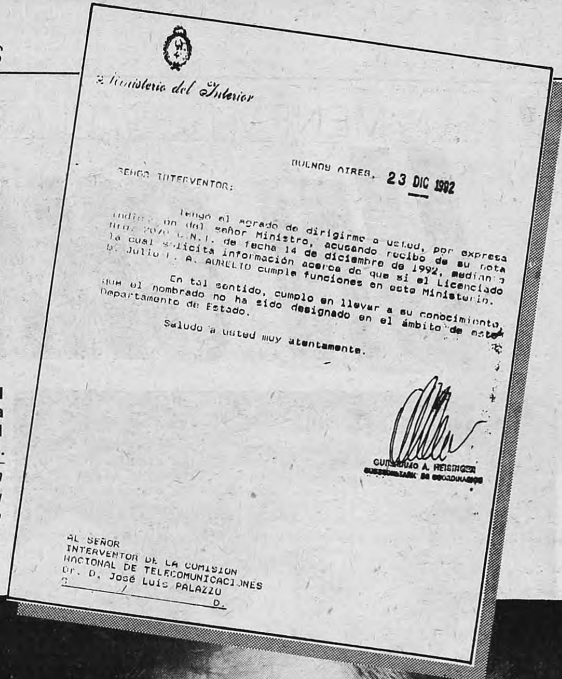 Ministerio del Interior
BUENOS AIRES, 23 DIC 1992
SEÑOR INTERVENTOR:
Tengo el agrado de dirigirme a usted, por expresa
del señor Ministro, acusando recibo de su nota
Nro. C.N.T. de fecha 14 de diciembre de 1992, mediante
la cual solicita información acerca de que si el Licenciado
D. Julio F. A. AURELIO cumple funciones en este Ministerio.
En tal sentido, cumplo en llevar a su conocimiento,
que el nombrado no ha sido designado en el ámbito de este
Departamento de Estado.
Saludo a usted muy atentamente.
A. HEISINGER
AL SEÑOR
INTERVENTOR DE LA COMISION
NACIONAL DE TELECOMUNICACIONES
Dr. D. José Luis PALAZZO
S / D.